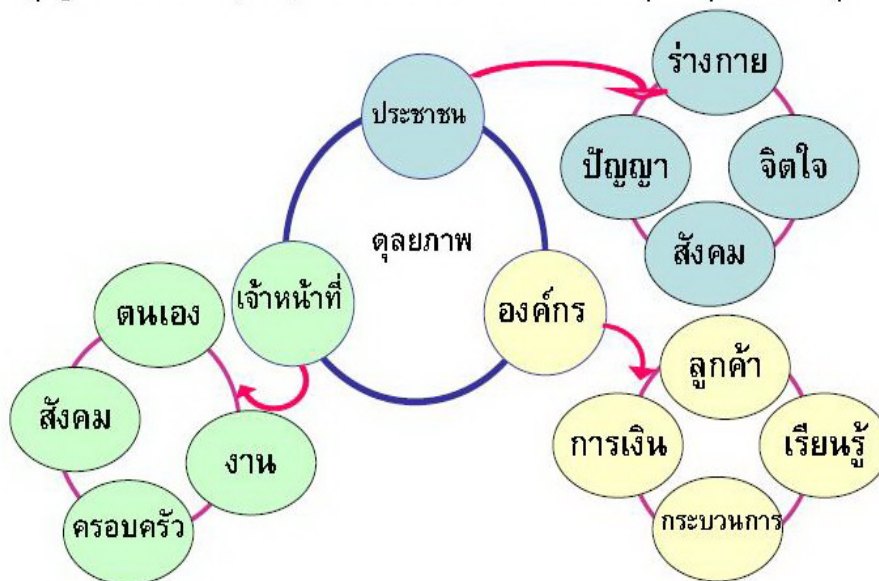 ร่างกาย
ประชาชน
ปัญญา
จิตใจ
สังคม
ดุลยภาพ
เจ้าหน้าที่
องค์กร
ตนเอง
สังคม
งาน
ครอบครัว
ลูกค้า
การเงิน
เรียนรู้
กระบวนการ